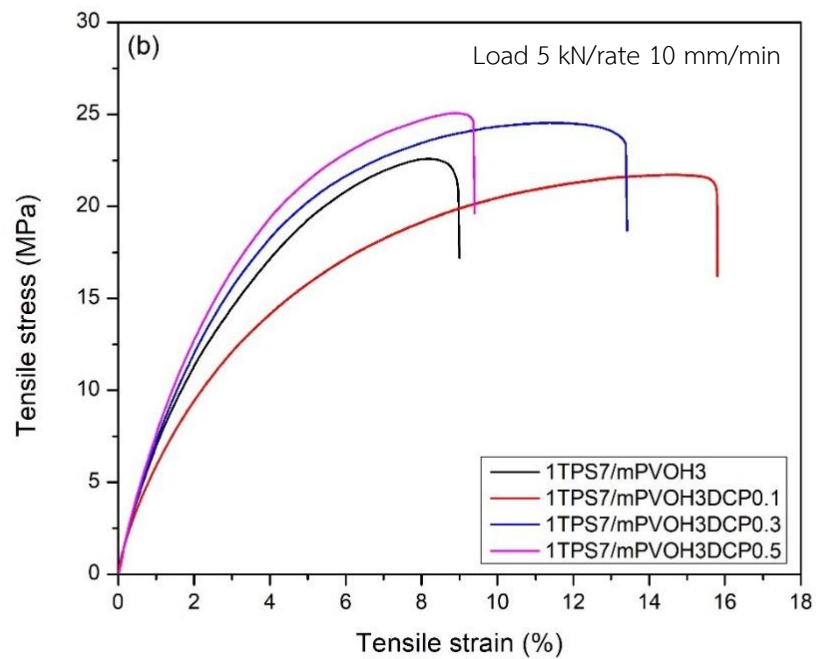 (b)
Load 5 kN/rate 10 mm/min
30
25
20
15
10
5
0
Tensile stress (MPa)
1TPS7/mPVOH3
1TPS7/mPVOH3DCP0.1
1TPS7/mPVOH3DCP0.3
1TPS7/mPVOH3DCP0.5
0 2 4 6 8 10 12 14 16 18
Tensile strain (%)